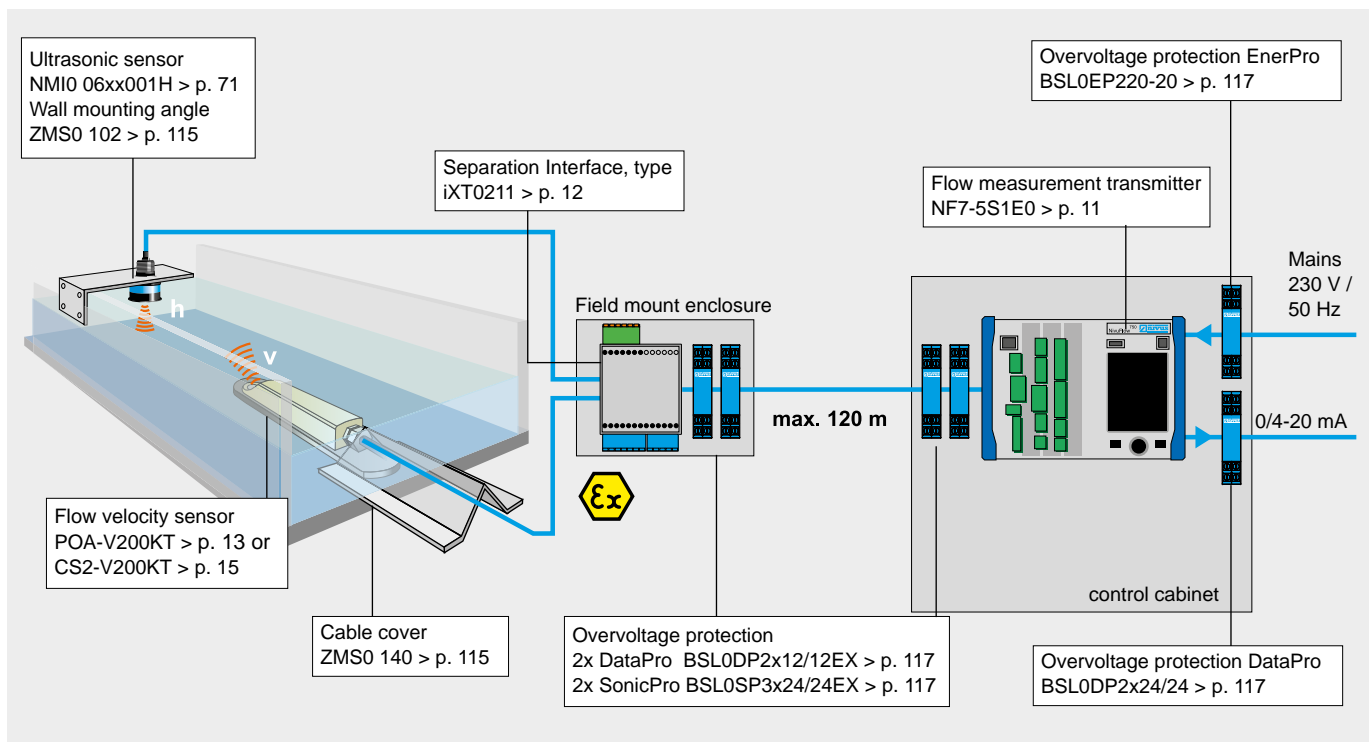 Ultrasonic sensor
NMI0 06xx001H > p. 71
Wall mounting angle
ZMS0 102 > p. 115
Overvoltage protection EnerPro
BSL0EP220-20 > p. 117
Separation Interface, type
iXT0211 > p. 12
Flow measurement transmitter
NF7-5S1E0 > p. 11
Mains
230 V /
50 Hz
Field mount enclosure
h
v
NivuFlow 750
nivus
max. 120 m
0/4-20 mA
Ex
Flow velocity sensor
POA-V200KT > p. 13 or
CS2-V200KT > p. 15
control cabinet
Cable cover
ZMS0 140 > p. 115
Overvoltage protection
2x DataPro BSL0DP2x12/12EX > p. 117
2x SonicPro BSL0SP3x24/24EX > p. 117
Overvoltage protection DataPro
BSL0DP2x24/24 > p. 117